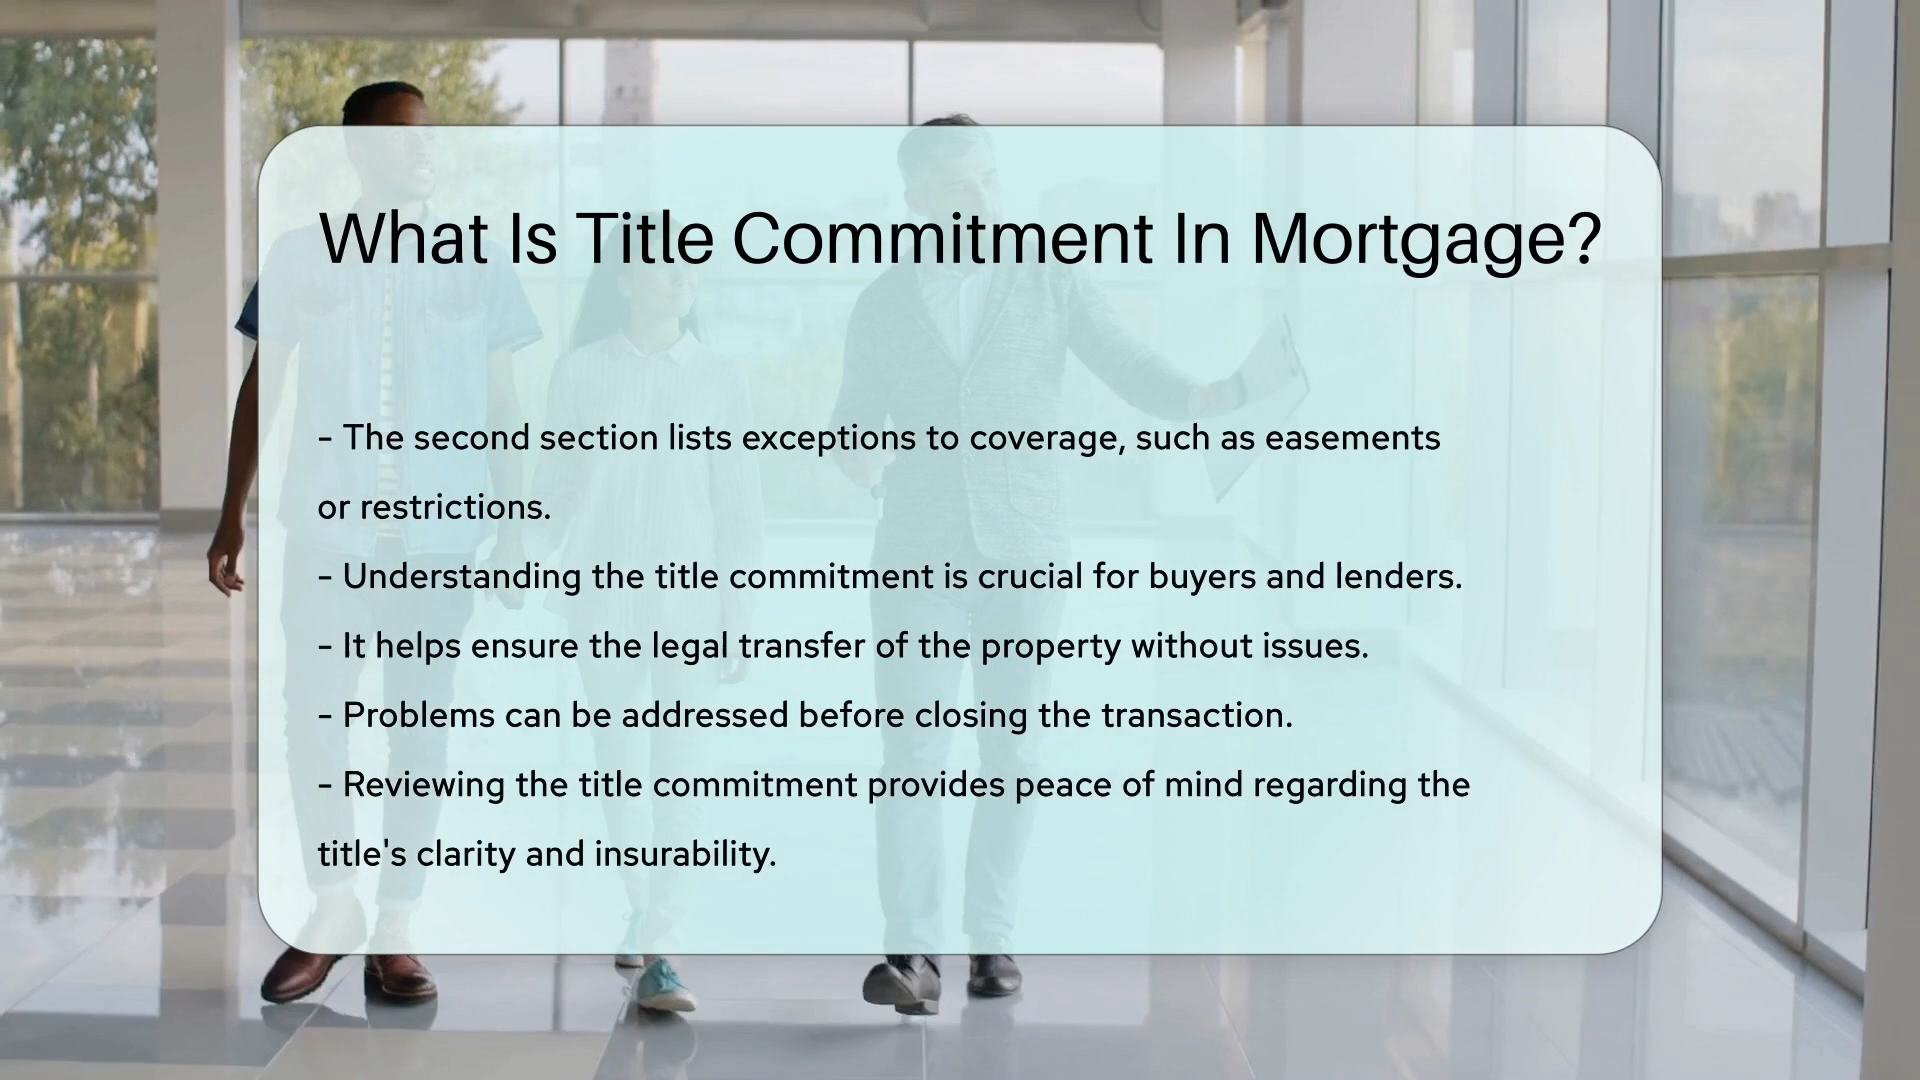 What Is Title Commitment In Mortgage?
- The second section lists exceptions to coverage, such as easements
or restrictions.
- Understanding the title commitment is crucial for buyers and lenders.
- It helps ensure the legal transfer of the property without issues.
- Problems can be addressed before closing the transaction.
- Reviewing the title commitment provides peace of mind regarding the
title's clarity and insurability.